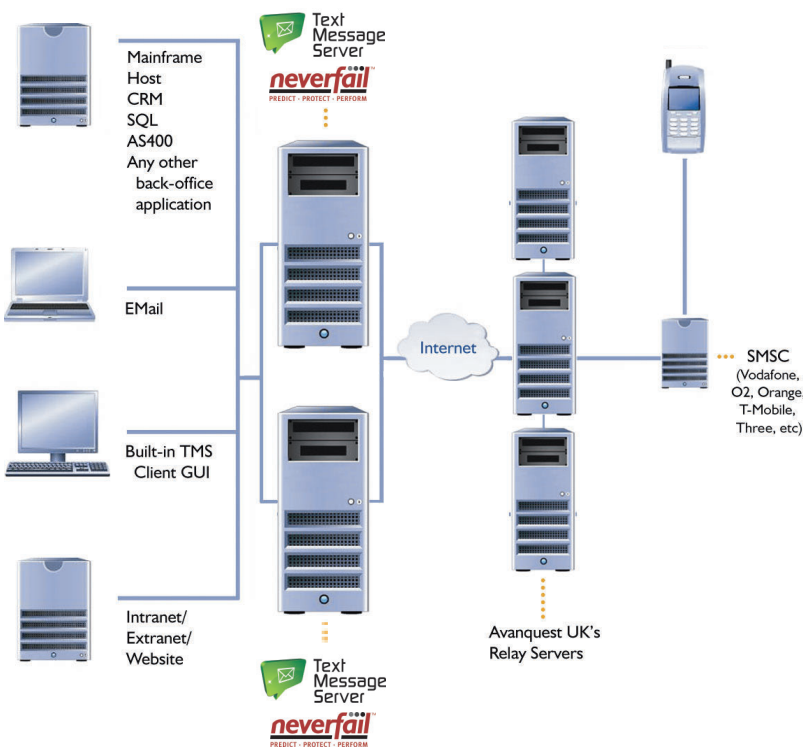 Text
Message
Server
neverfail
PREDICT · PROTECT · PERFORM
Mainframe
Host
CRM
SQL
AS400
Any other
back-office
application
EMail
Built-in TMS
Client GUI
Intranet/
Extranet/
Website
Internet
SMSC
(Vodafone,
O2, Orange,
T-Mobile,
Three, etc)
Avanquest UK's
Relay Servers
Text
Message
Server
neverfail
PREDICT · PROTECT · PERFORM